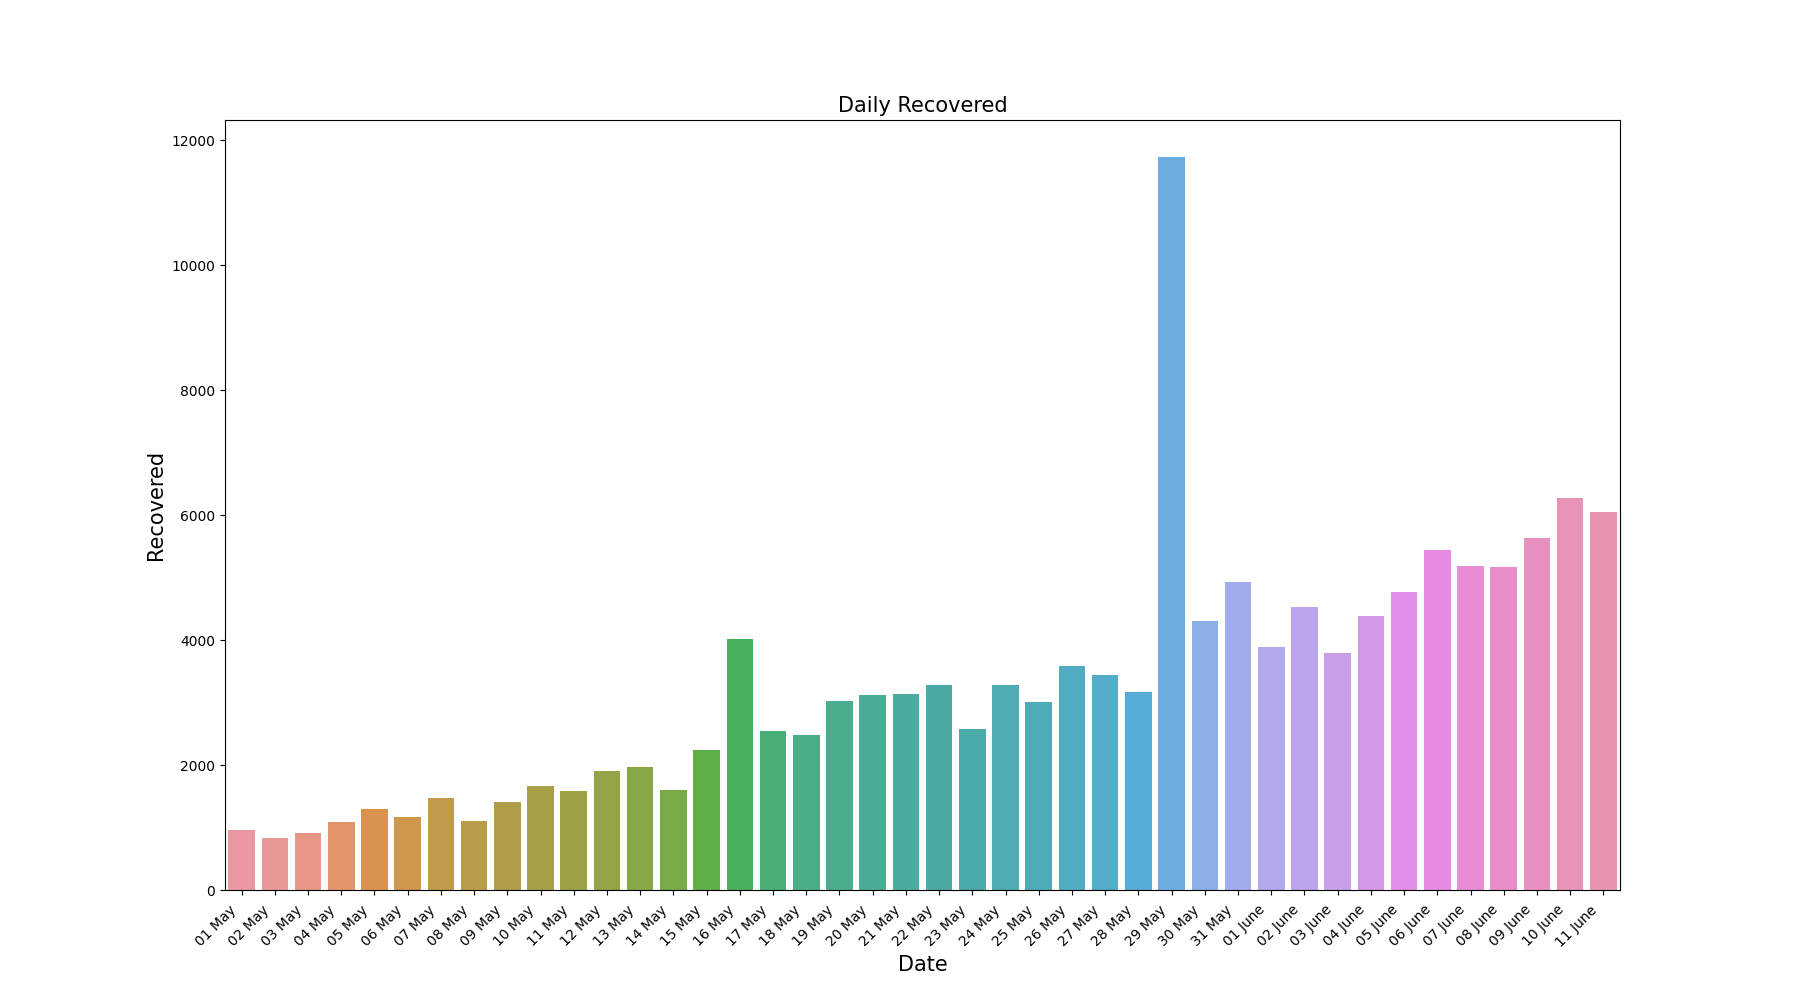 Daily Recovered
12000
10000
8000
6000
4000
2000
0
Recovered
01 May
02 May
03 May
04 May
05 May
06 May
07 May
08 May
09 May
10 May
11 May
12 May
13 May
14 May
15 May
16 May
17 May
18 May
19 May
20 May
21 May
22 May
23 May
24 May
25 May
26 May
27 May
28 May
29 May
30 May
31 May
01 June
02 June
03 June
04 June
05 June
06 June
07 June
08 June
09 June
10 June
11 June
Date